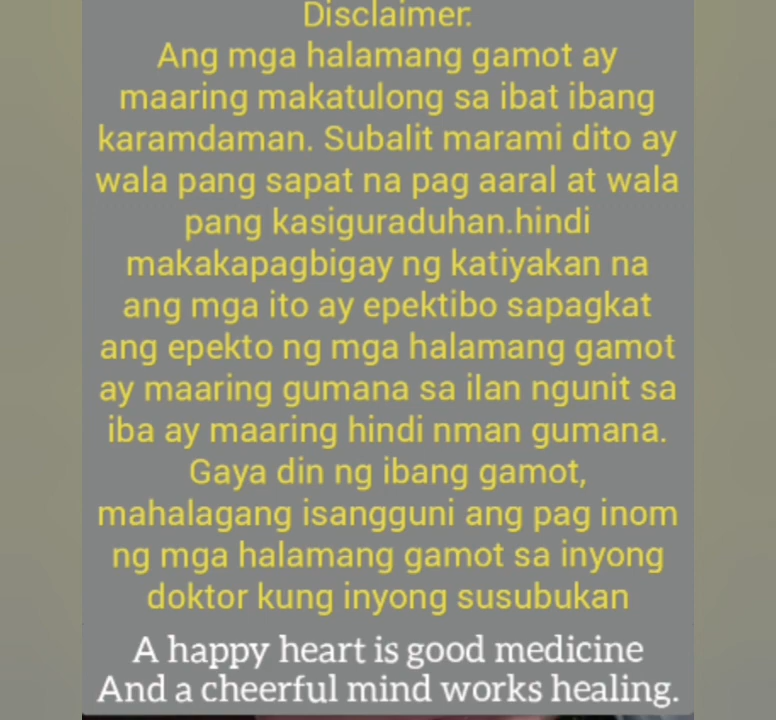 Disclaimer:
Ang mga halamang gamot ay
maaring makatulong sa ibat ibang
karamdaman. Subalit marami dito ay
wala pang sapat na pag aaral at wala
pang kasiguraduhan.hindi
makakapagbigay ng katiyakan na
ang mga ito ay epektibo sapagkat
ang epekto ng mga halamang gamot
ay maaring gumana sa ilan ngunit sa
iba ay maaring hindi nman gumana.
Gaya din ng ibang gamot,
mahalagang isangguni ang pag inom
ng mga halamang gamot sa inyong
doktor kung inyong susubukan
A happy heart is good medicine
And a cheerful mind works healing.